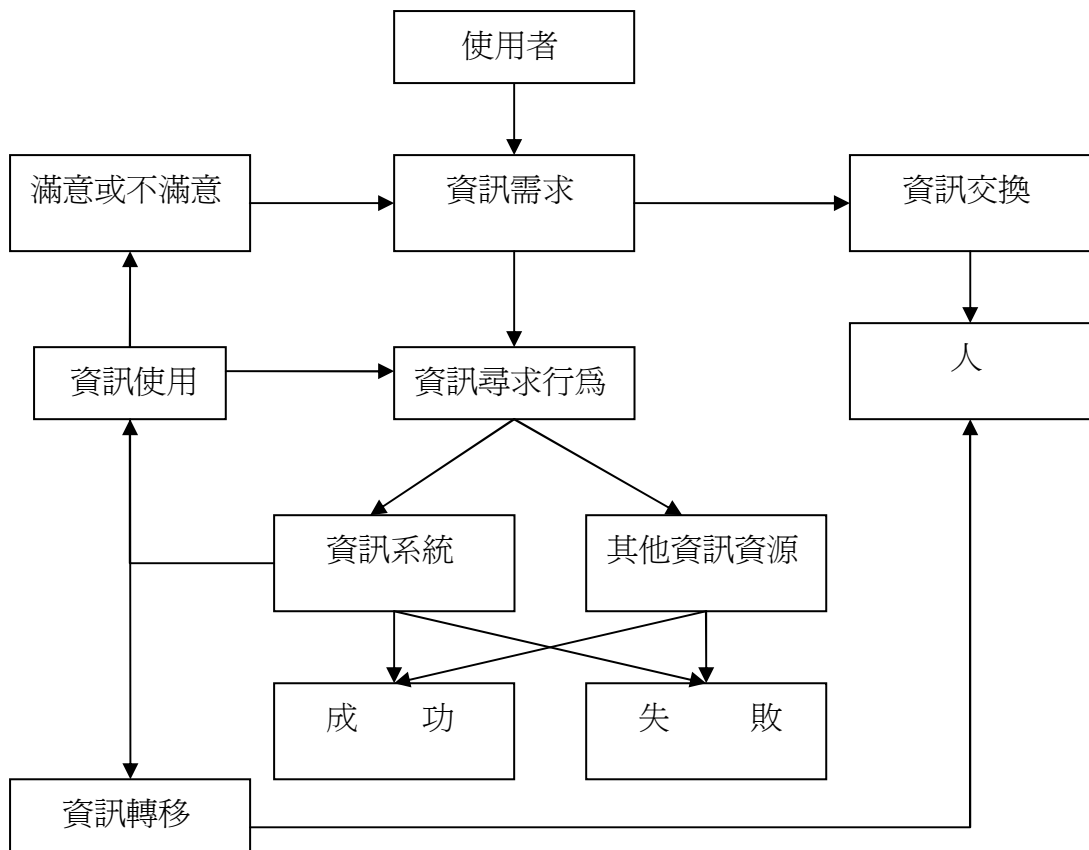 使用者
滿意或不滿意
資訊需求
資訊交換
人
資訊使用
資訊尋求行爲
資訊系統
其他資訊資源
成 功
失 敗
資訊轉移